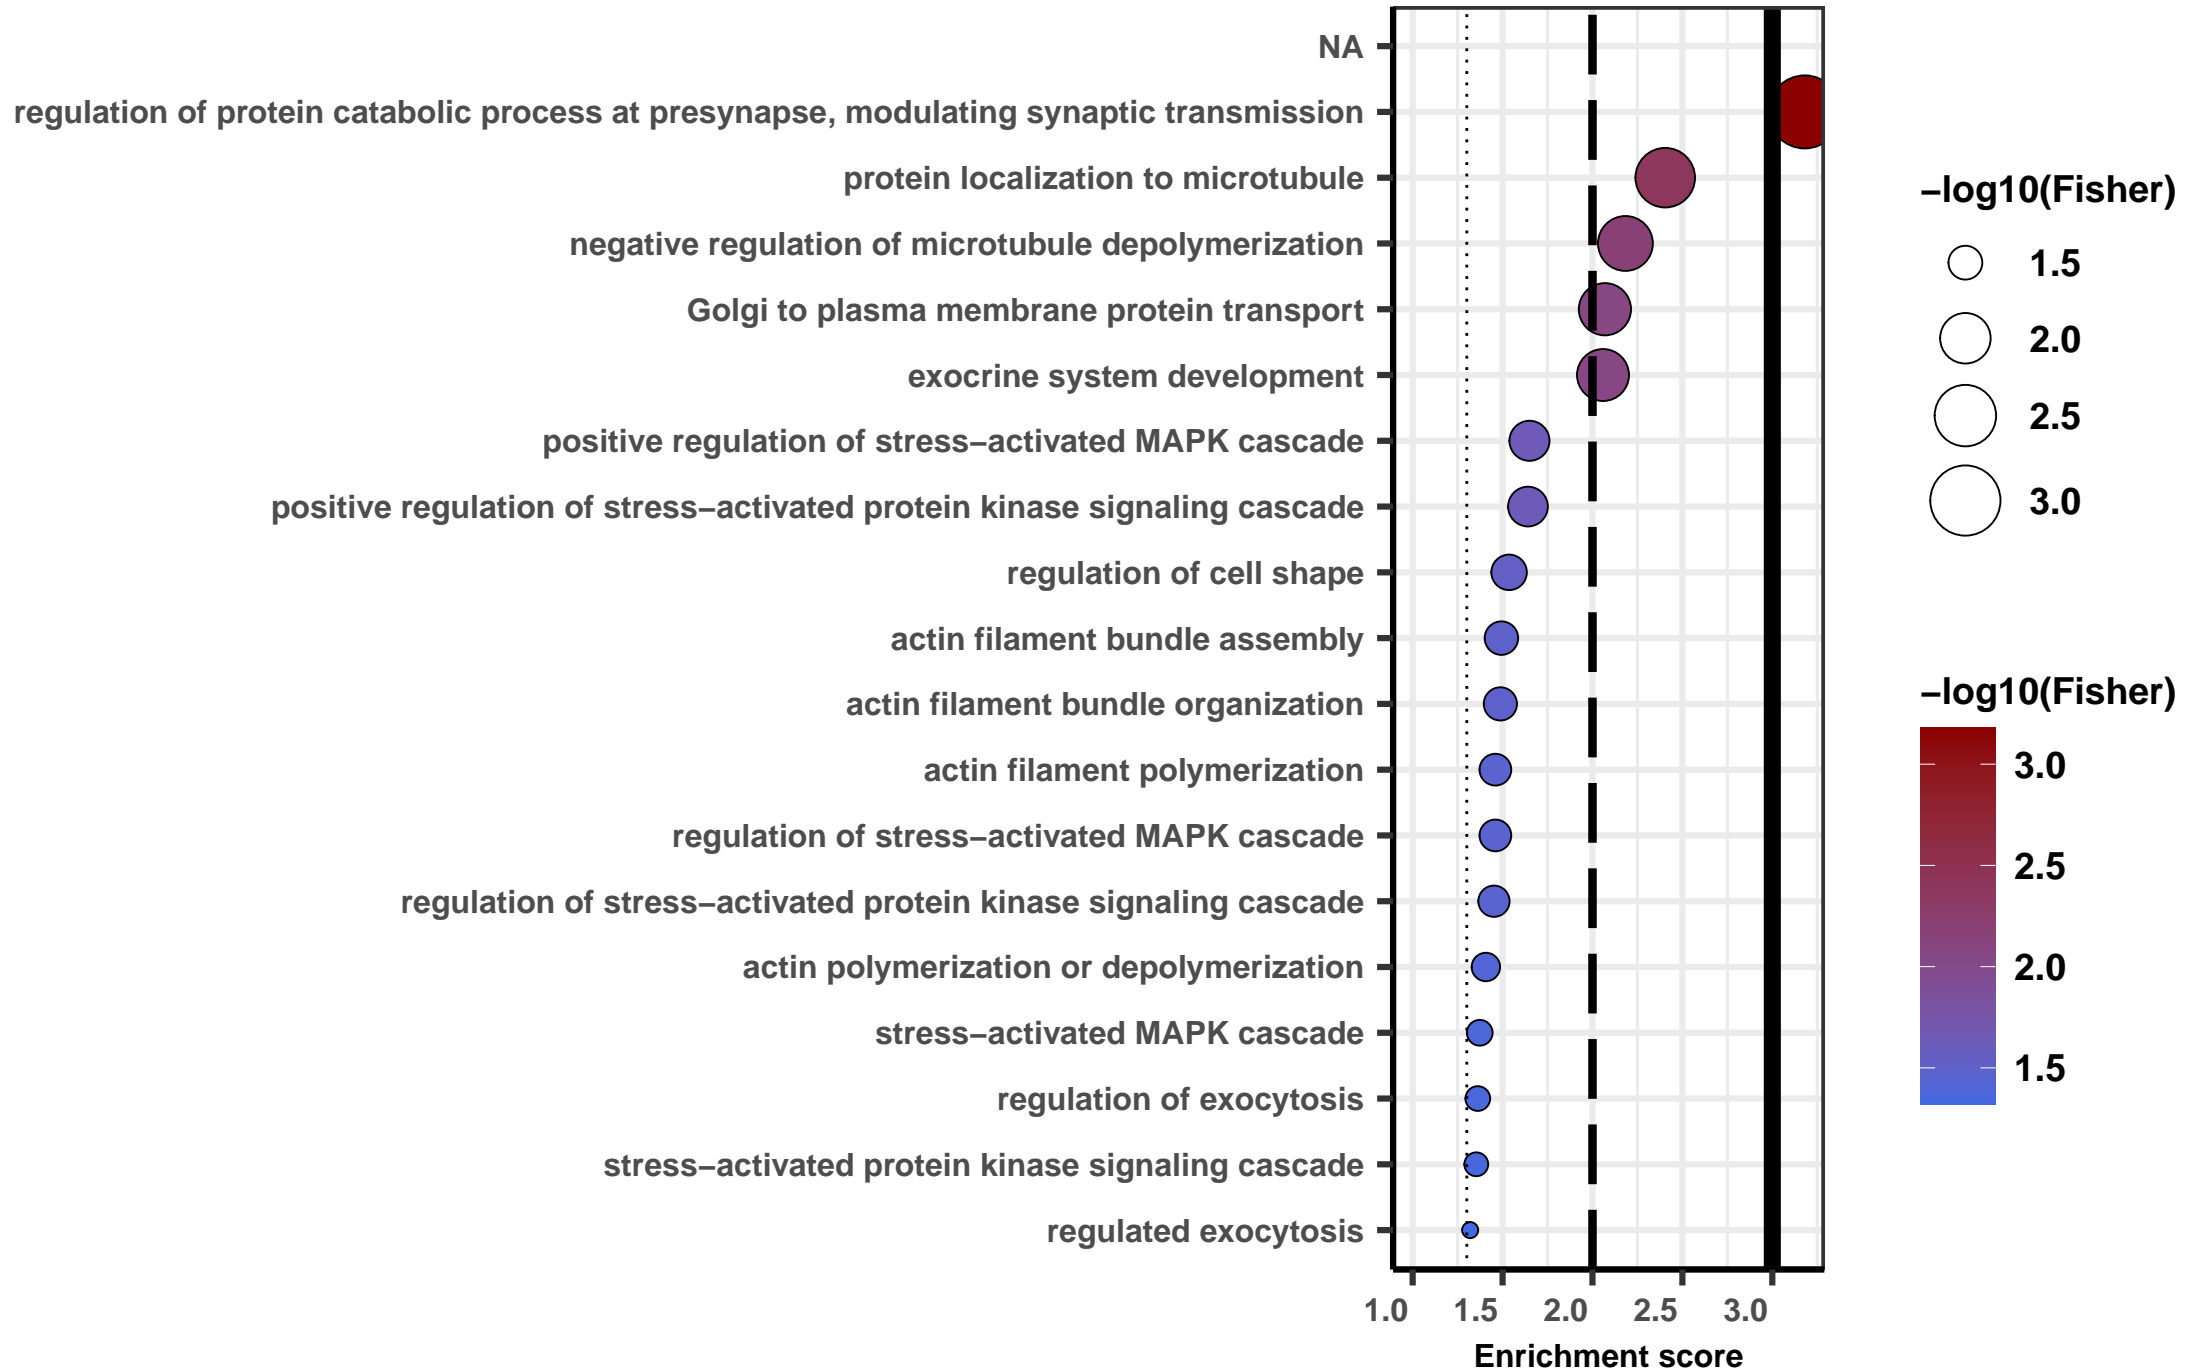 NA
regulation of protein catabolic process at presynapse, modulating synaptic transmission
protein localization to microtubule
negative regulation of microtubule depolymerization
Golgi to plasma membrane protein transport
exocrine system development
positive regulation of stress−activated MAPK cascade
positive regulation of stress−activated protein kinase signaling cascade
regulation of cell shape
actin filament bundle assembly
actin filament bundle organization
actin filament polymerization
regulation of stress−activated MAPK cascade
regulation of stress−activated protein kinase signaling cascade
actin polymerization or depolymerization
stress−activated MAPK cascade
regulation of exocytosis
stress−activated protein kinase signaling cascade
regulated exocytosis
1.0 1.5 2.0 2.5 3.0
Enrichment score
−log10(Fisher)
1.5
2.0
2.5
3.0
−log10(Fisher)
3.0
2.5
2.0
1.5